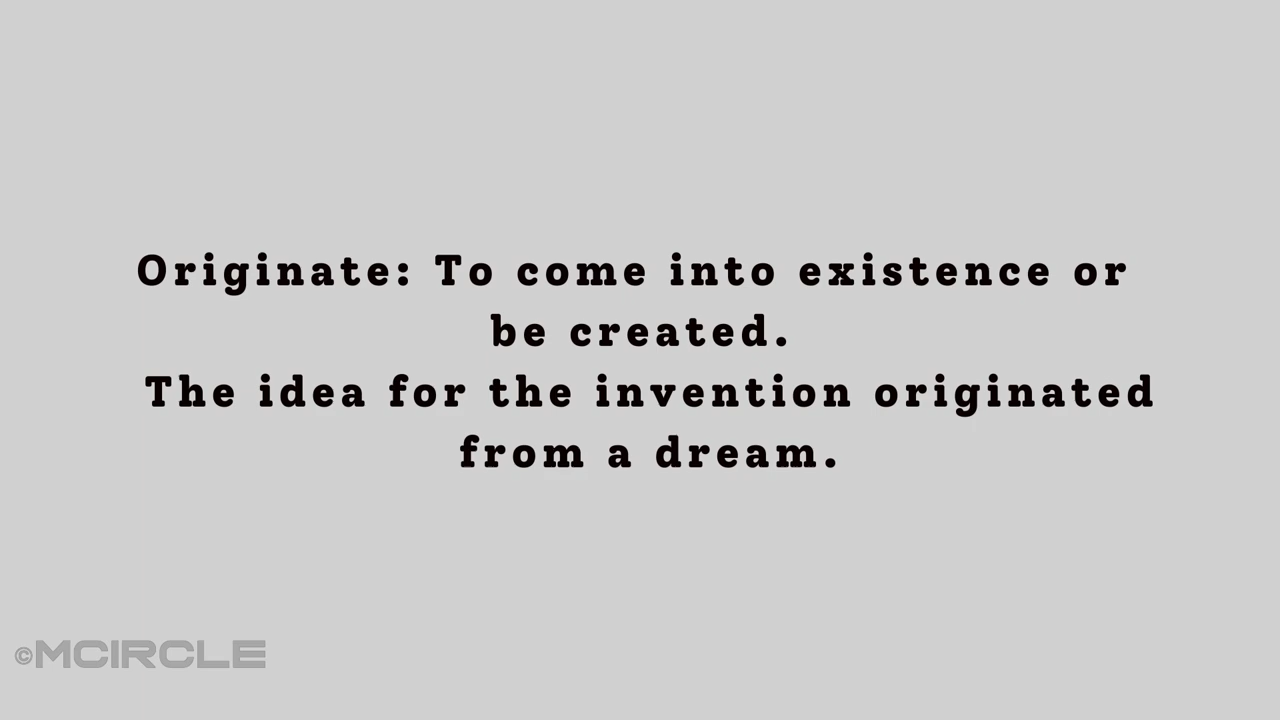 Originate: To come into existence or
be created.
The idea for the invention originated
from a dream.
©MCIRCLE